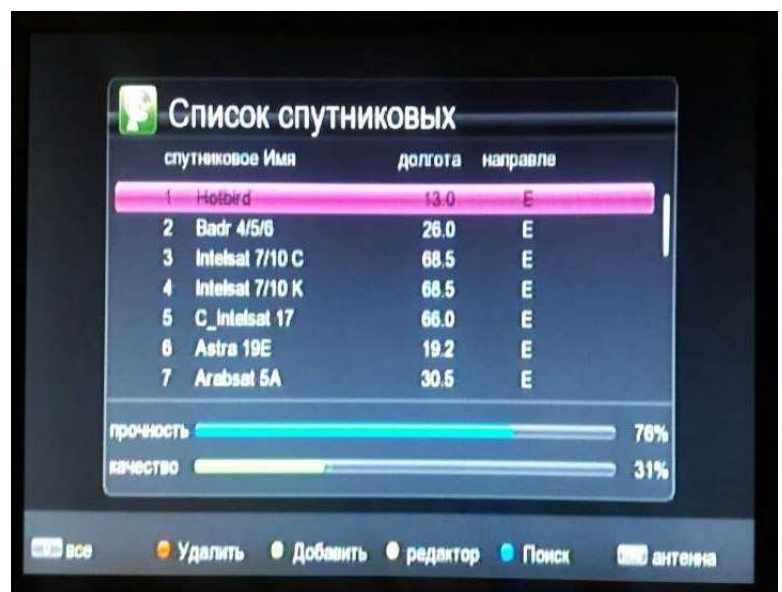 Список спутниковых
спутниковое Имя долгота направле
1 Hotbird 13.0 E
2 Badr 4/5/6 26.0 E
3 Intelsat 7/10 C 68.5 E
4 Intelsat 7/10 K 68.5 E
5 C_Intelsat 17 66.0 E
6 Astra 19E 19.2 E
7 Arabsat 5A 30.5 E
прочность 76%
качество 31%
все Удалить Добавить редактор Поиск антенна